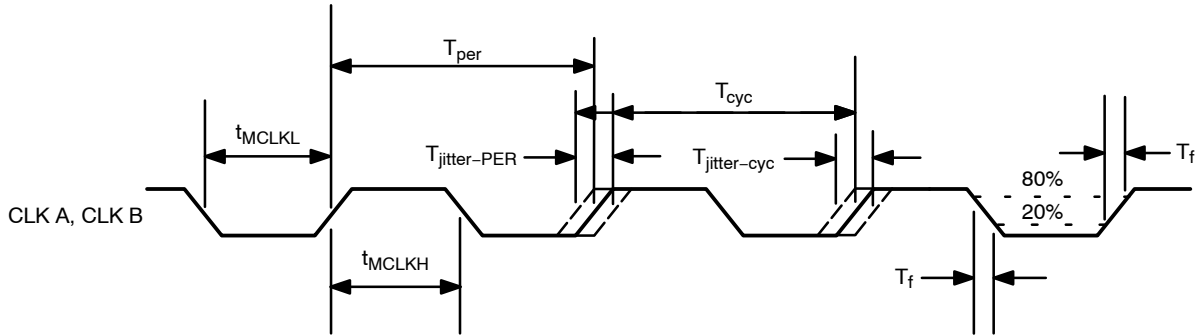 T_per
T_cyc
t_MCLKL
T_jitter–PER
T_jitter–cyc
T_f
80%
CLK A, CLK B
20%
t_MCLKH
T_f